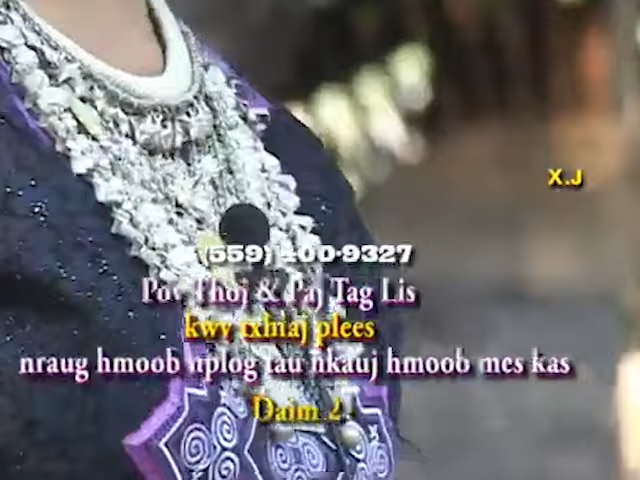 X.J
(559) 400-9327
Pov Thoj & Paj Tag Lis
kwv txhiaj plees
nraug hmoob nplog tau nkauj hmoob mes kas
Daim 2